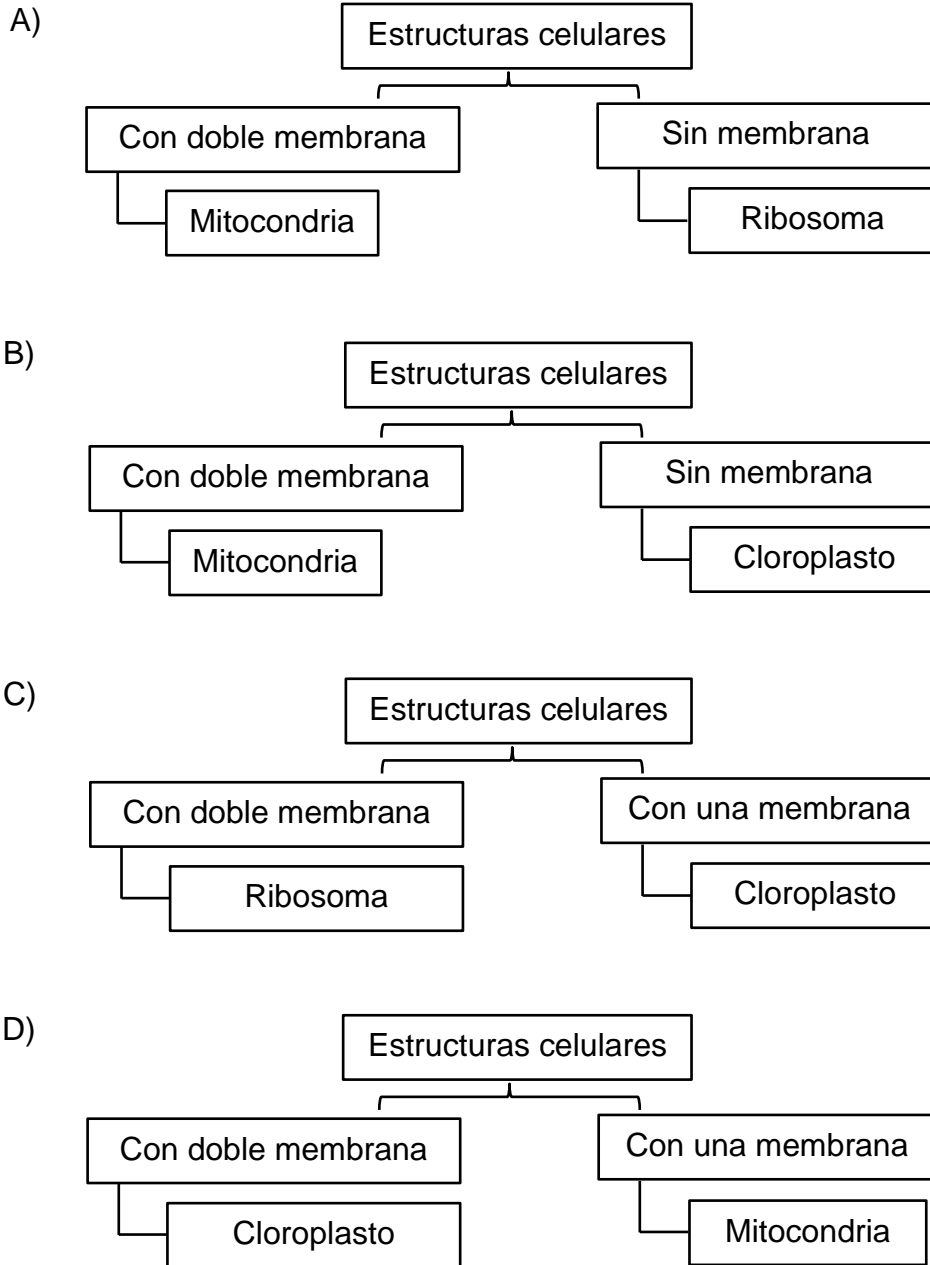 A)
Estructuras celulares
Con doble membrana
Sin membrana
Mitocondria
Ribosoma
B)
Estructuras celulares
Con doble membrana
Sin membrana
Mitocondria
Cloroplasto
C)
Estructuras celulares
Con doble membrana
Con una membrana
Ribosoma
Cloroplasto
D)
Estructuras celulares
Con doble membrana
Con una membrana
Cloroplasto
Mitocondria